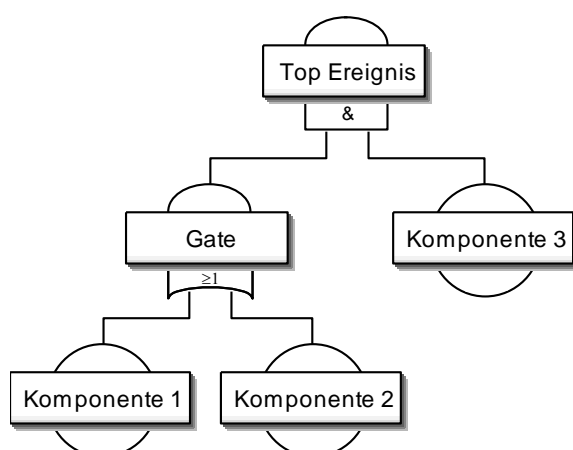 Top Ereignis
&
Gate
Komponente 3
≥1
Komponente 1
Komponente 2